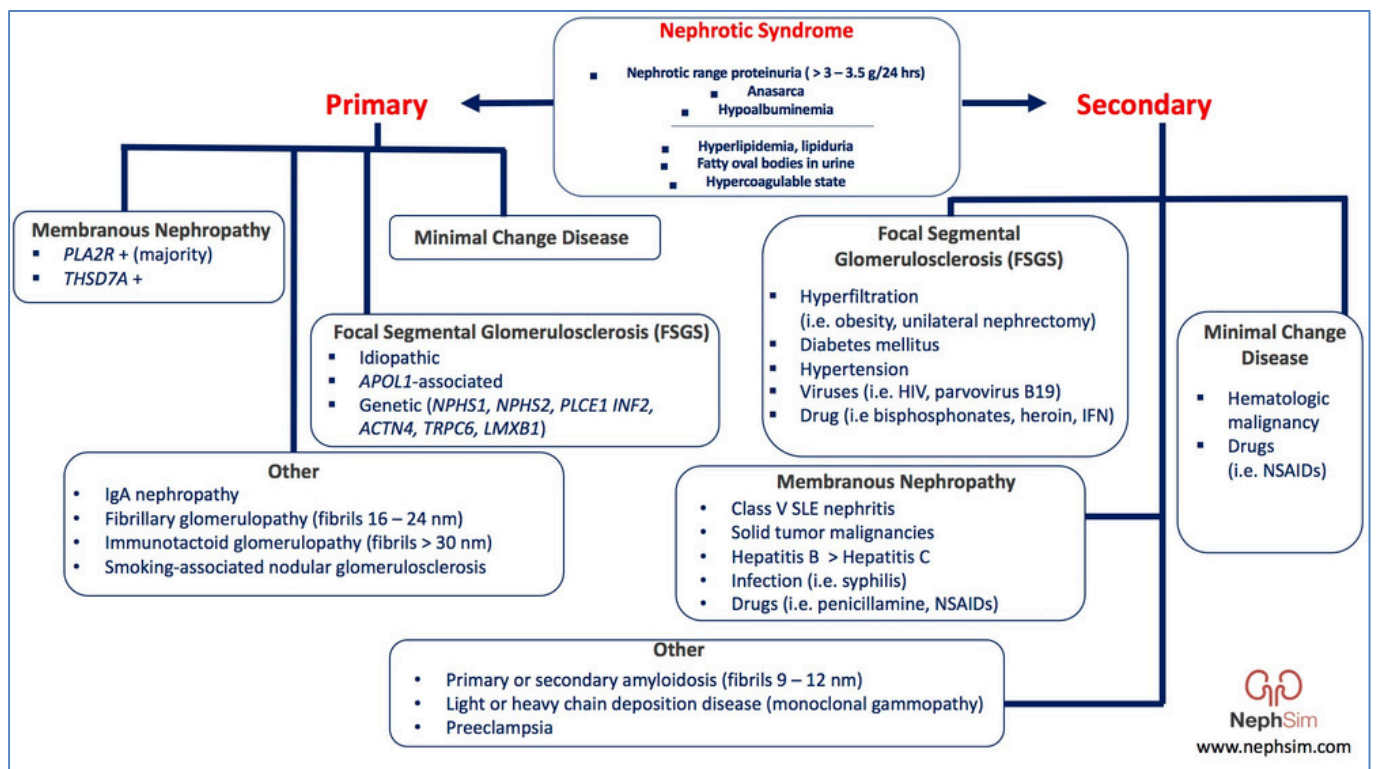 Nephrotic Syndrome
▪ Nephrotic range proteinuria ( > 3 – 3.5 g/24 hrs)
▪ Anasarca
▪ Hypoalbuminemia
▪ Hyperlipidemia, lipiduria
▪ Fatty oval bodies in urine
▪ Hypercoagulable state
Primary
Secondary
Membranous Nephropathy
▪ PLA2R + (majority)
▪ THSD7A +
Minimal Change Disease
Focal Segmental Glomerulosclerosis (FSGS)
▪ Idiopathic
▪ APOL1-associated
▪ Genetic (NPHS1, NPHS2, PLCE1 INF2,
ACTN4, TRPC6, LMXB1)
Other
• IgA nephropathy
• Fibrillary glomerulopathy (fibrils 16 – 24 nm)
• Immunotactoid glomerulopathy (fibrils > 30 nm)
• Smoking-associated nodular glomerulosclerosis
Focal Segmental
Glomerulosclerosis (FSGS)
▪ Hyperfiltration
(i.e. obesity, unilateral nephrectomy)
▪ Diabetes mellitus
▪ Hypertension
▪ Viruses (i.e. HIV, parvovirus B19)
▪ Drug (i.e bisphosphonates, heroin, IFN)
Minimal Change
Disease
▪ Hematologic
malignancy
▪ Drugs
(i.e. NSAIDs)
Membranous Nephropathy
• Class V SLE nephritis
• Solid tumor malignancies
• Hepatitis B > Hepatitis C
• Infection (i.e. syphilis)
• Drugs (i.e. penicillamine, NSAIDs)
Other
• Primary or secondary amyloidosis (fibrils 9 – 12 nm)
• Light or heavy chain deposition disease (monoclonal gammopathy)
• Preeclampsia
NephSim
www.nephsim.com